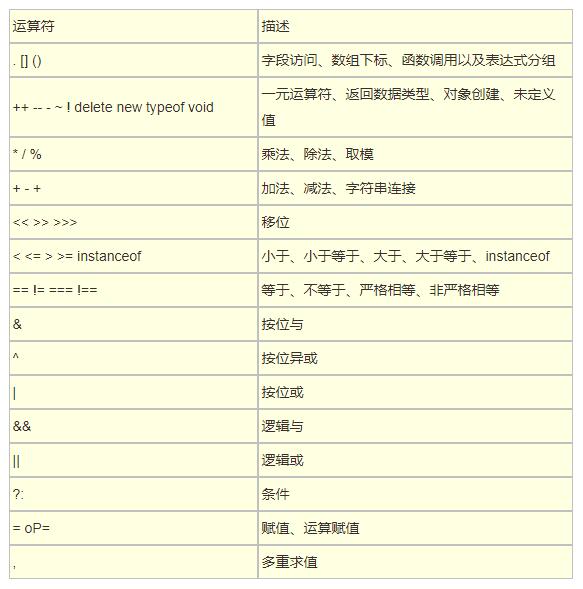 运算符 描述
. [] () 字段访问、数组下标、函数调用以及表达式分组
++ -- - ~ ! delete new typeof void 一元运算符、返回数据类型、对象创建、未定义
值
* / % 乘法、除法、取模
+ - + 加法、减法、字符串连接
<< >> >>> 移位
< <= > >= instanceof 小于、小于等于、大于、大于等于、instanceof
== != === !== 等于、不等于、严格相等、非严格相等
& 按位与
^ 按位异或
| 按位或
&& 逻辑与
|| 逻辑或
?: 条件
= oP= 赋值、运算赋值
, 多重求值